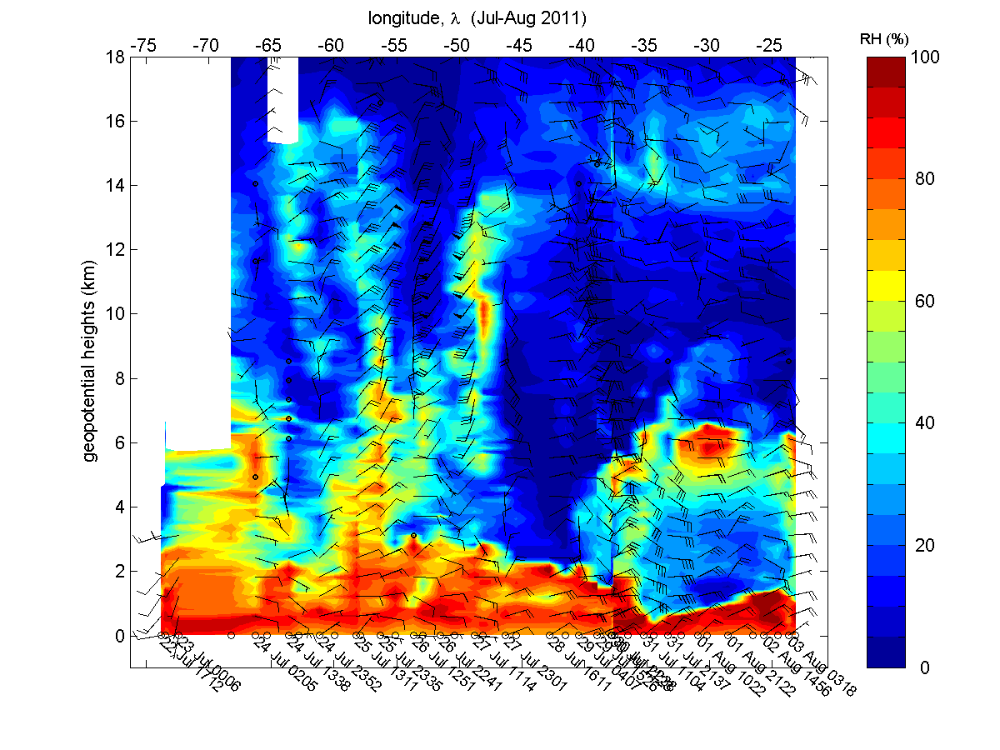 longitude, λ (Jul-Aug 2011)
RH (%)
-75 -70 -65 -60 -55 -50 -45 -40 -35 -30 -25
18
16
14
12
10
8
6
4
2
0
geopotential heights (km)
100
80
60
40
20
0
22 Jul 1712
23 Jul 0006
24 Jul 0205
24 Jul 1338
24 Jul 2352
25 Jul 1311
25 Jul 2335
26 Jul 1251
26 Jul 2241
27 Jul 1114
27 Jul 2301
28 Jul 1611
29 Jul 0407
31 Jul 1104
31 Jul 2137
01 Aug 1022
01 Aug 2122
02 Aug 1456
03 Aug 0318